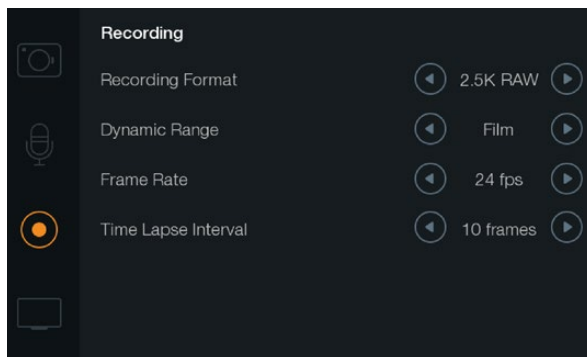 Recording
Recording Format 2.5K RAW
Dynamic Range Film
Frame Rate 24 fps
Time Lapse Interval 10 frames